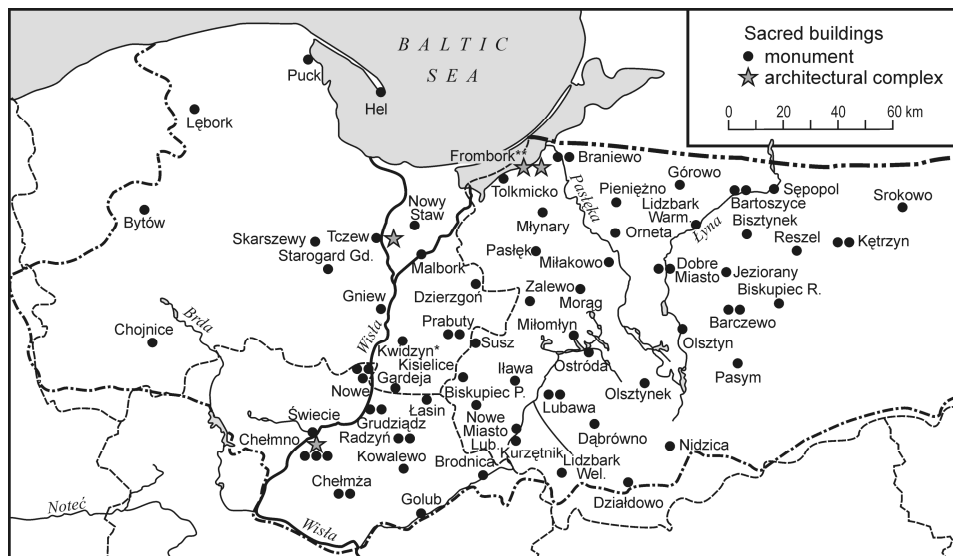 BALTIC
SEA
Sacred buildings
monument
architectural complex
0 20 40 60 km
Puck
Hel
Lębork
Frombork**
Braniewo
Tolkmicko
Pasłęka
Pieniężno
Górowo
Sępopol
Bartoszyce
Srokowo
Lidzbark
Warm.
Bytów
Nowy
Staw
Młynary
Łyna
Bisztynek
Orneta
Skarszewy
Tczew
Reszel
Kętrzyn
Starogard Gd.
Malbork
Pasłęk
Miłakowo
Dobre
Miasto
Jeziorany
Biskupiec R.
Dzierzgoń
Zalewo
Morąg
Gniew
Brda
Wisła
Barczewo
Chojnice
Prabuty
Miłomłyn
Olsztyn
Kwidzyn*
Susz
Kisielice
Ostróda
Pasym
Nowe
Gardeja
Iława
Olsztynek
Biskupiec P.
Łasin
Lubawa
Świecie
Grudziądz
Nowe
Miasto
Lub.
Dąbrówno
Chełmno
Radzyń
Kurzętnik
Nidzica
Kowalewo
Brodnica
Lidzbark
Wel.
Chełmża
Działdowo
Golub
Noteć
Wisła